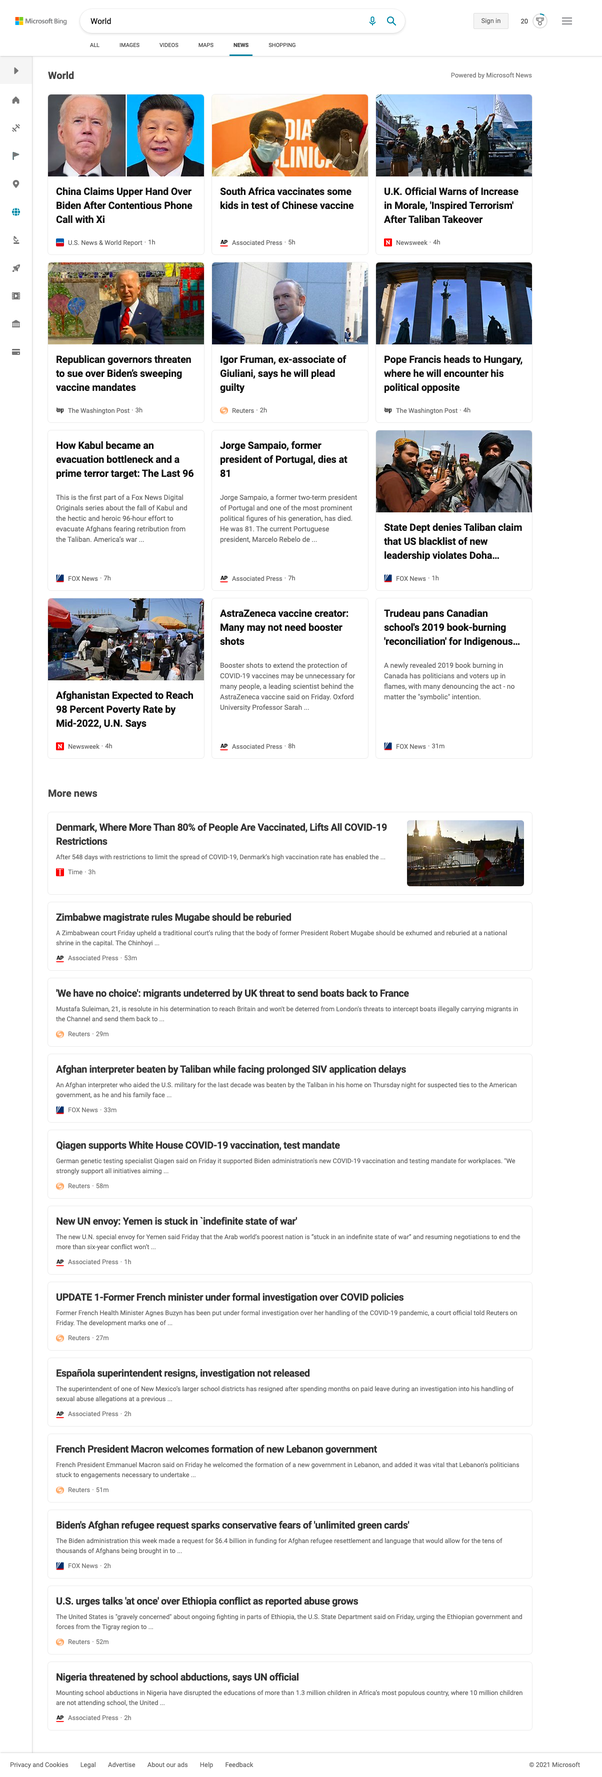 Microsoft Bing
World
Sign in
20
ALL
IMAGES
VIDEOS
MAPS
NEWS
SHOPPING
World
Powered by Microsoft News
DIA
CLINICA
China Claims Upper Hand Over
Biden After Contentious Phone
Call with Xi
U.S. News & World Report · 1h
South Africa vaccinates some
kids in test of Chinese vaccine
AP Associated Press · 5h
U.K. Official Warns of Increase
in Morale, 'Inspired Terrorism'
After Taliban Takeover
N Newsweek · 4h
Republican governors threaten
to sue over Biden's sweeping
vaccine mandates
wp The Washington Post · 3h
Igor Fruman, ex-associate of
Giuliani, says he will plead
guilty
Reuters · 2h
Pope Francis heads to Hungary,
where he will encounter his
political opposite
wp The Washington Post · 4h
How Kabul became an
evacuation bottleneck and a
prime terror target: The Last 96
This is the first part of a Fox News Digital
Originals series about the fall of Kabul and
the hectic and heroic 96-hour effort to
evacuate Afghans fearing retribution from
the Taliban. America's war ...
FOX News · 7h
Jorge Sampaio, former
president of Portugal, dies at
81
Jorge Sampaio, a former two-term president
of Portugal and one of the most prominent
political figures of his generation, has died.
He was 81. The current Portuguese
president, Marcelo Rebelo de ...
AP Associated Press · 7h
State Dept denies Taliban claim
that US blacklist of new
leadership violates Doha...
FOX News · 1h
Afghanistan Expected to Reach
98 Percent Poverty Rate by
Mid-2022, U.N. Says
N Newsweek · 4h
AstraZeneca vaccine creator:
Many may not need booster
shots
Booster shots to extend the protection of
COVID-19 vaccines may be unnecessary for
many people, a leading scientist behind the
AstraZeneca vaccine said on Friday. Oxford
University Professor Sarah ...
AP Associated Press · 8h
Trudeau pans Canadian
school's 2019 book-burning
'reconciliation' for Indigenous...
A newly revealed 2019 book burning in
Canada has politicians and voters up in
flames, with many denouncing the act - no
matter the "symbolic" intention.
FOX News · 31m
More news
Denmark, Where More Than 80% of People Are Vaccinated, Lifts All COVID-19
Restrictions
After 548 days with restrictions to limit the spread of COVID-19, Denmark's high vaccination rate has enabled the ...
T Time · 3h
Zimbabwe magistrate rules Mugabe should be reburied
A Zimbabwean court Friday upheld a traditional court's ruling that the body of former President Robert Mugabe should be exhumed and reburied at a national
shrine in the capital. The Chinhoyi ...
AP Associated Press · 53m
'We have no choice': migrants undeterred by UK threat to send boats back to France
Mustafa Suleiman, 21, is resolute in his determination to reach Britain and won't be deterred from London's threats to intercept boats illegally carrying migrants in
the Channel and send them back to ...
Reuters · 29m
Afghan interpreter beaten by Taliban while facing prolonged SIV application delays
An Afghan interpreter who aided the U.S. military for the last decade was beaten by the Taliban in his home on Thursday night for suspected ties to the American
government, as he and his family face ...
FOX News · 33m
Qiagen supports White House COVID-19 vaccination, test mandate
German genetic testing specialist Qiagen said on Friday it supported Biden administration's new COVID-19 vaccination and testing mandate for workplaces. "We
strongly support all initiatives aiming ...
Reuters · 58m
New UN envoy: Yemen is stuck in `indefinite state of war'
The new U.N. special envoy for Yemen said Friday that the Arab world's poorest nation is "stuck in an indefinite state of war" and resuming negotiations to end the
more than six-year conflict won't ...
AP Associated Press · 1h
UPDATE 1-Former French minister under formal investigation over COVID policies
Former French Health Minister Agnes Buzyn has been put under formal investigation over her handling of the COVID-19 pandemic, a court official told Reuters on
Friday. The development marks one of ...
Reuters · 27m
Española superintendent resigns, investigation not released
The superintendent of one of New Mexico's larger school districts has resigned after spending months on paid leave during an investigation into his handling of
sexual abuse allegations at a previous ...
AP Associated Press · 2h
French President Macron welcomes formation of new Lebanon government
French President Emmanuel Macron said on Friday he welcomed the formation of a new government in Lebanon, and added it was vital that Lebanon's politicians
stuck to engagements necessary to undertake ...
Reuters · 51m
Biden's Afghan refugee request sparks conservative fears of 'unlimited green cards'
The Biden administration this week made a request for $6.4 billion in funding for Afghan refugee resettlement and language that would allow for the tens of
thousands of Afghans being brought in to ...
FOX News · 2h
U.S. urges talks 'at once' over Ethiopia conflict as reported abuse grows
The United States is "gravely concerned" about ongoing fighting in parts of Ethiopia, the U.S. State Department said on Friday, urging the Ethiopian government and
forces from the Tigray region to ...
Reuters · 52m
Nigeria threatened by school abductions, says UN official
Mounting school abductions in Nigeria have disrupted the educations of more than 1.3 million children in Africa's most populous country, where 10 million children
are not attending school, the United ...
AP Associated Press · 2h
Privacy and Cookies
Legal
Advertise
About our ads
Help
Feedback
© 2021 Microsoft